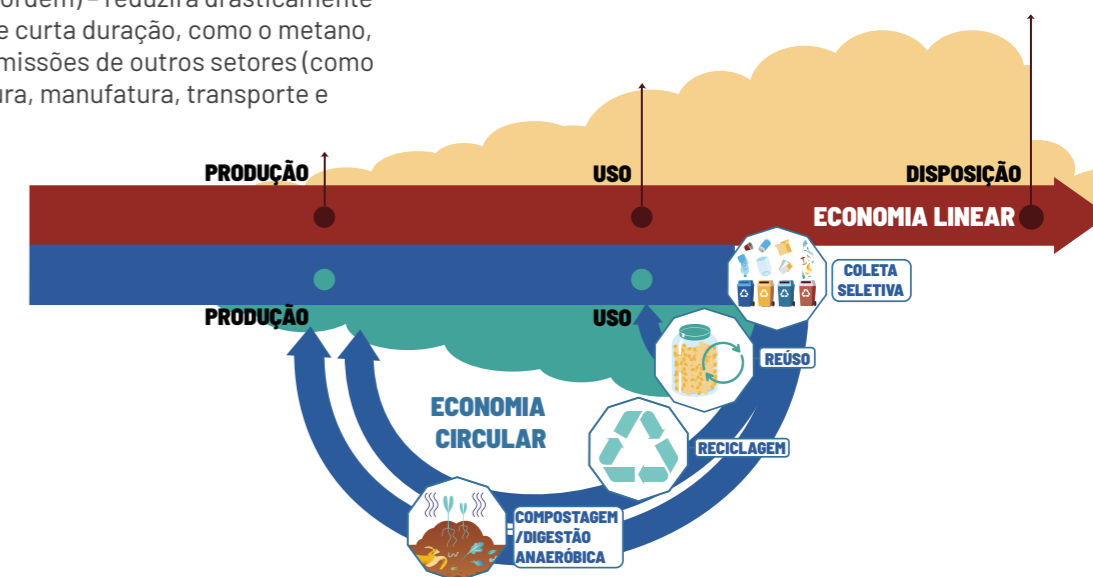 ordem) – reduzirá drasticamente
e curta duração, como o metano,
missões de outros setores (como
ura, manufatura, transporte e
PRODUÇÃO
USO
DISPOSIÇÃO
ECONOMIA LINEAR
COLETA
SELETIVA
PRODUÇÃO
USO
REÚSO
ECONOMIA
CIRCULAR
RECICLAGEM
COMPOSTAGEM
/DIGESTÃO
ANAERÓBICA